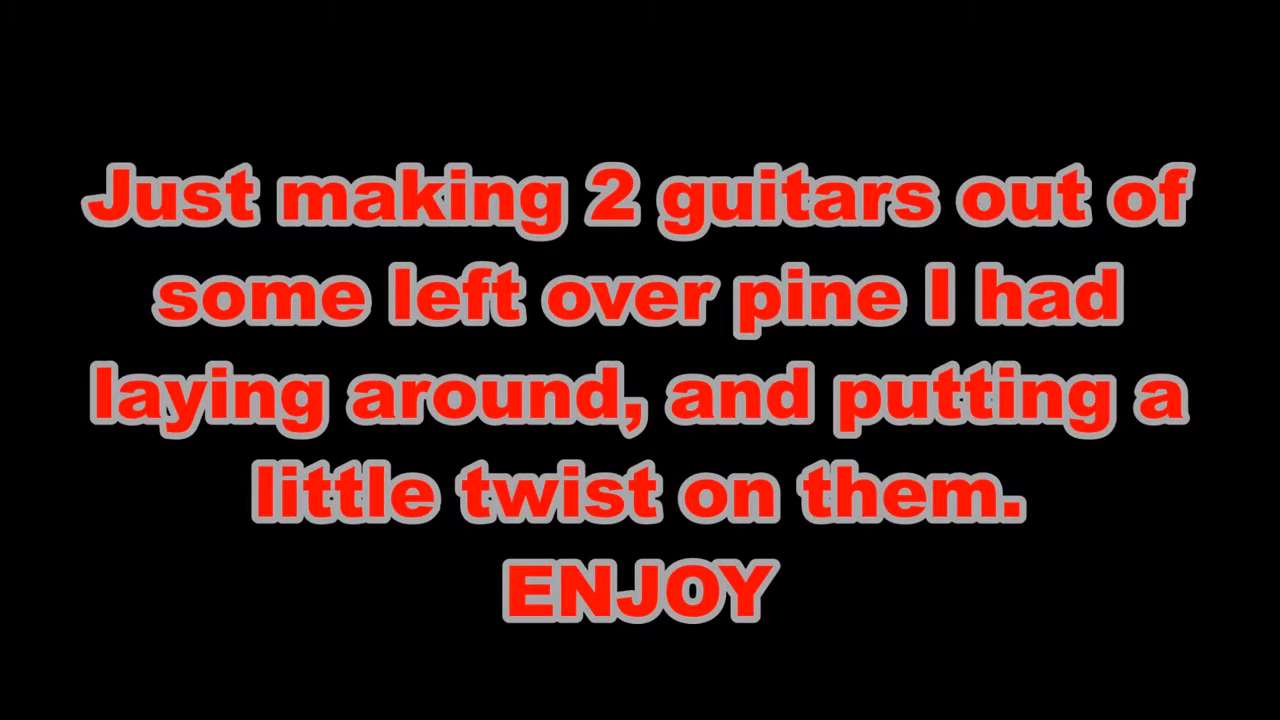 Just making 2 guitars out of
some left over pine I had
laying around, and putting a
little twist on them.
ENJOY